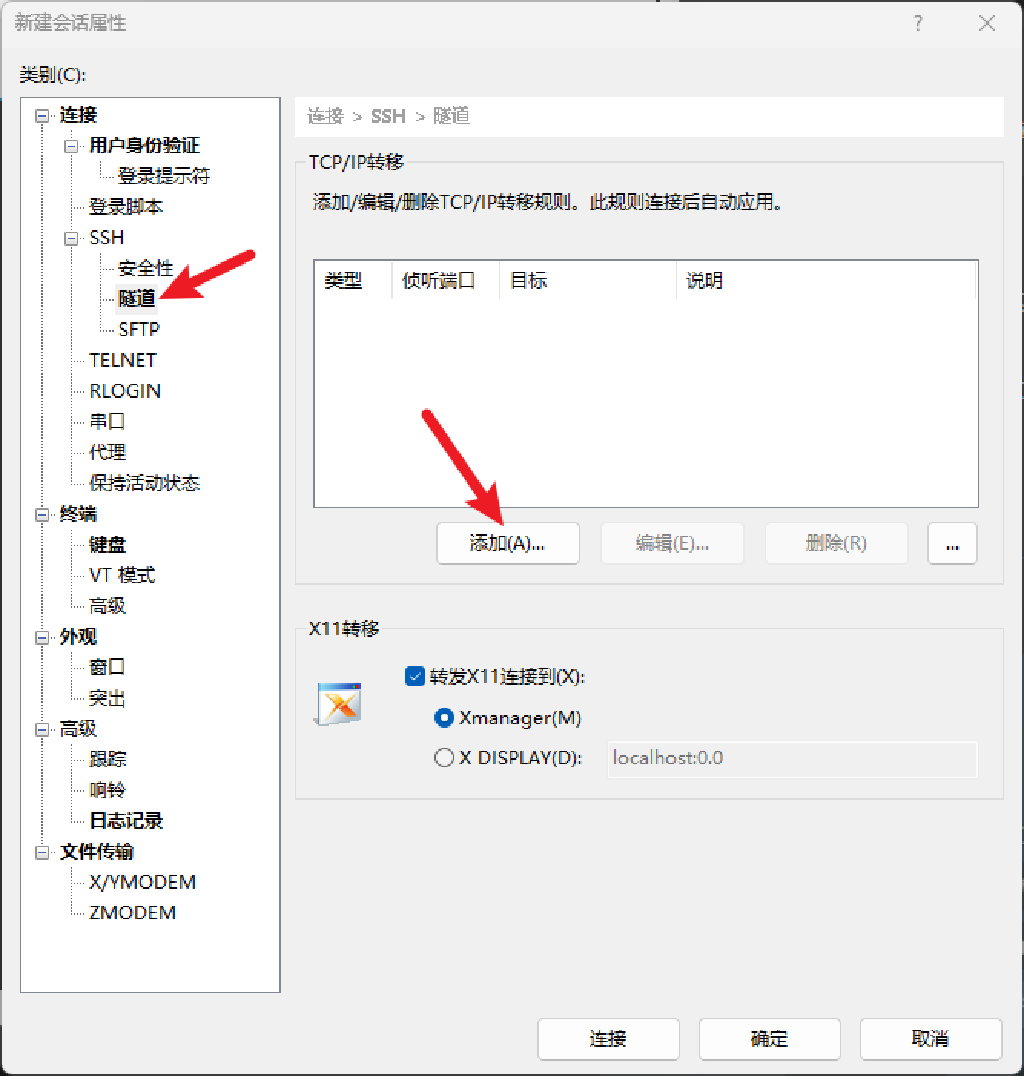 新建会话属性
?
类别(C):
连接
用户身份验证
登录提示符
登录脚本
SSH
安全性
隧道
SFTP
TELNET
RLOGIN
串口
代理
保持活动状态
终端
键盘
VT 模式
高级
外观
窗口
突出
高级
跟踪
响铃
日志记录
文件传输
X/YMODEM
ZMODEM
连接 > SSH > 隧道
TCP/IP转移
添加/编辑/删除TCP/IP转移规则。此规则连接后自动应用。
类型 侦听端口 目标 说明
添加(A)... 编辑(E)... 删除(R) ...
X11转移
转发X11连接到(X):
Xmanager(M)
X DISPLAY(D): localhost:0.0
连接 确定 取消